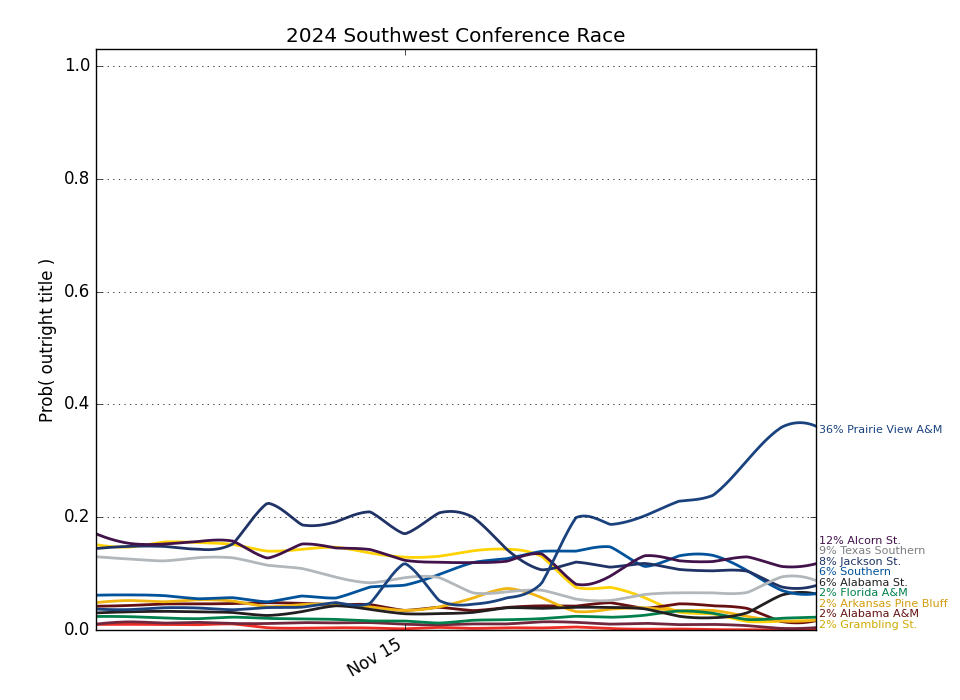 2024 Southwest Conference Race
Prob( outright title )
1.0
0.8
0.6
0.4
0.2
0.0
Nov 15
36% Prairie View A&M
12% Alcorn St.
9% Texas Southern
8% Jackson St.
6% Southern
6% Alabama St.
2% Florida A&M
2% Arkansas Pine Bluff
2% Alabama A&M
2% Grambling St.